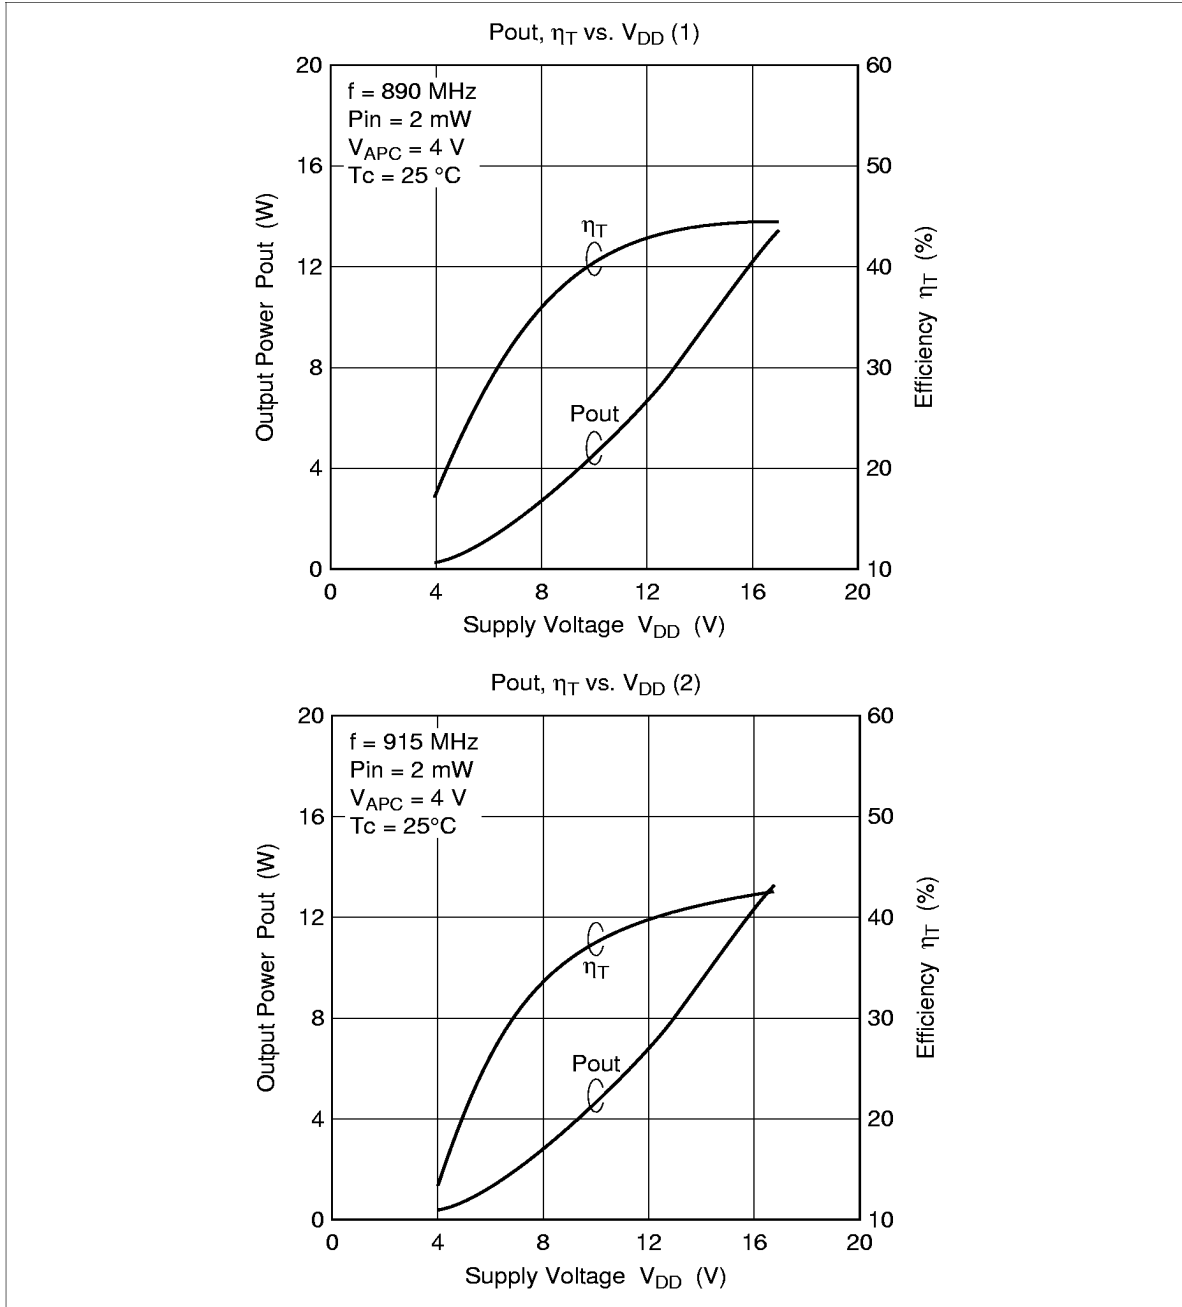 Pout, ηT vs. VDD (1)
20
16
12
8
4
0
f = 890 MHz
Pin = 2 mW
VAPC = 4 V
Tc = 25 °C
ηT
Pout
60
50
40
30
20
10
0
4
8
12
16
20
Output Power Pout (W)
Efficiency ηT (%)
Supply Voltage VDD (V)
Pout, ηT vs. VDD (2)
20
16
12
8
4
0
f = 915 MHz
Pin = 2 mW
VAPC = 4 V
Tc = 25°C
ηT
Pout
60
50
40
30
20
10
0
4
8
12
16
20
Output Power Pout (W)
Efficiency ηT (%)
Supply Voltage VDD (V)